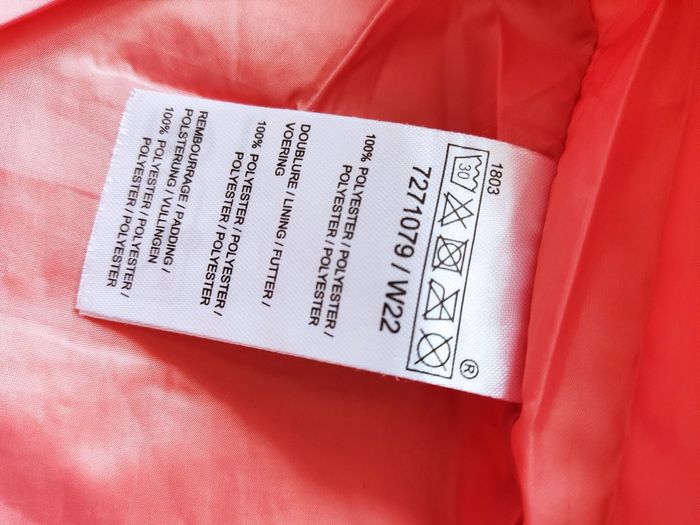 1803
30
®
7271079 / W22
100% POLYESTER / POLYESTER /
POLYESTER / POLYESTER
DOUBLURE / LINING / FUTTER /
VOERING
100% POLYESTER / POLYESTER /
POLYESTER / POLYESTER
REMBOURRAGE / PADDING /
POLSTERUNG / VULLINGEN
100% POLYESTER / POLYESTER /
POLYESTER / POLYESTER